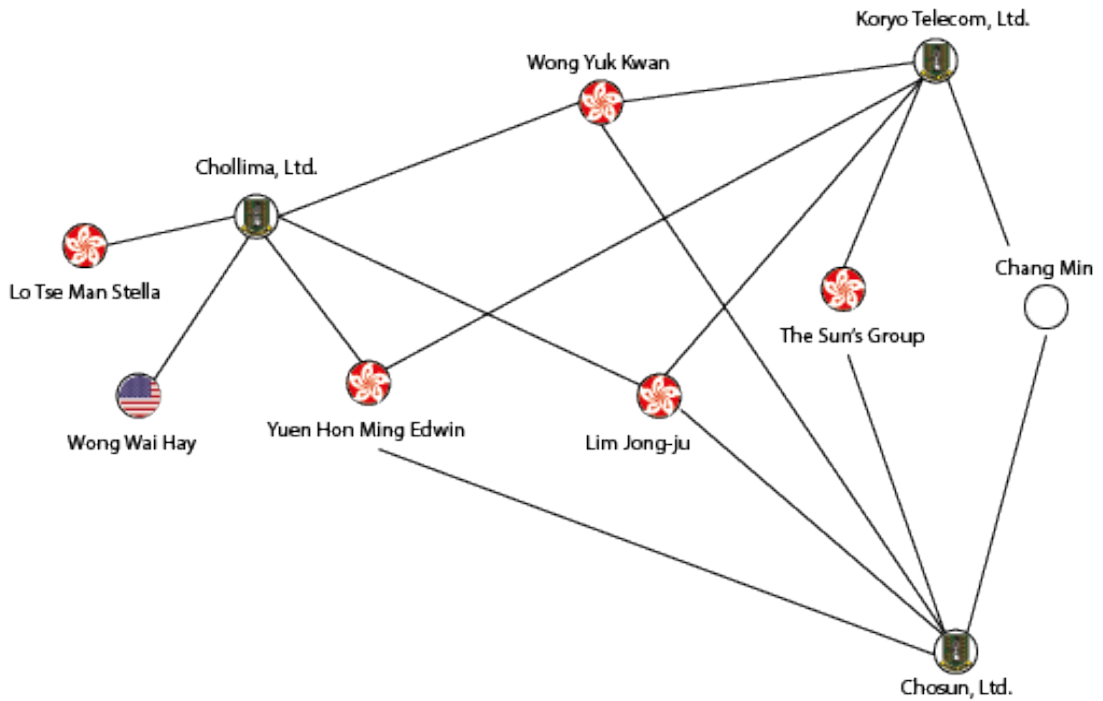 Koryo Telecom, Ltd.
Wong Yuk Kwan
Chollima, Ltd.
Chang Min
Lo Tse Man Stella
The Sun's Group
Yuen Hon Ming Edwin
Wong Wai Hay
Lim Jong-ju
Chosun, Ltd.